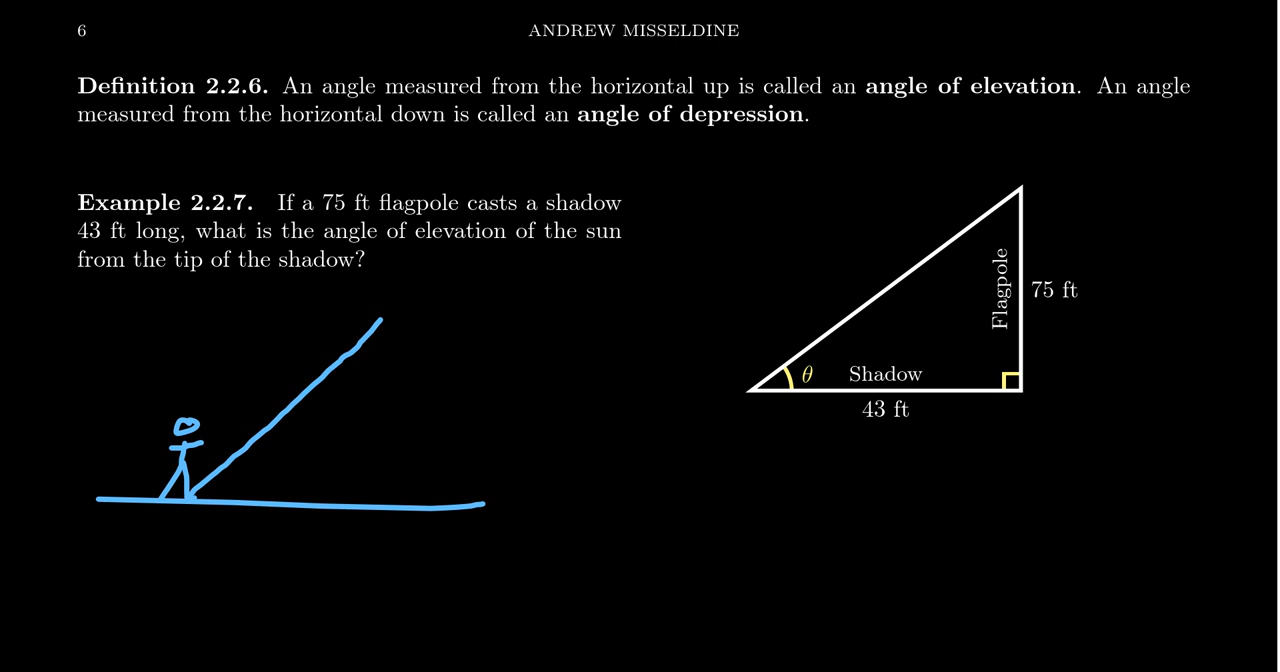 6
ANDREW MISSELDINE
Definition 2.2.6. An angle measured from the horizontal up is called an angle of elevation. An angle
measured from the horizontal down is called an angle of depression.
Example 2.2.7. If a 75 ft flagpole casts a shadow
43 ft long, what is the angle of elevation of the sun
from the tip of the shadow?
Flagpole
75 ft
θ
Shadow
43 ft